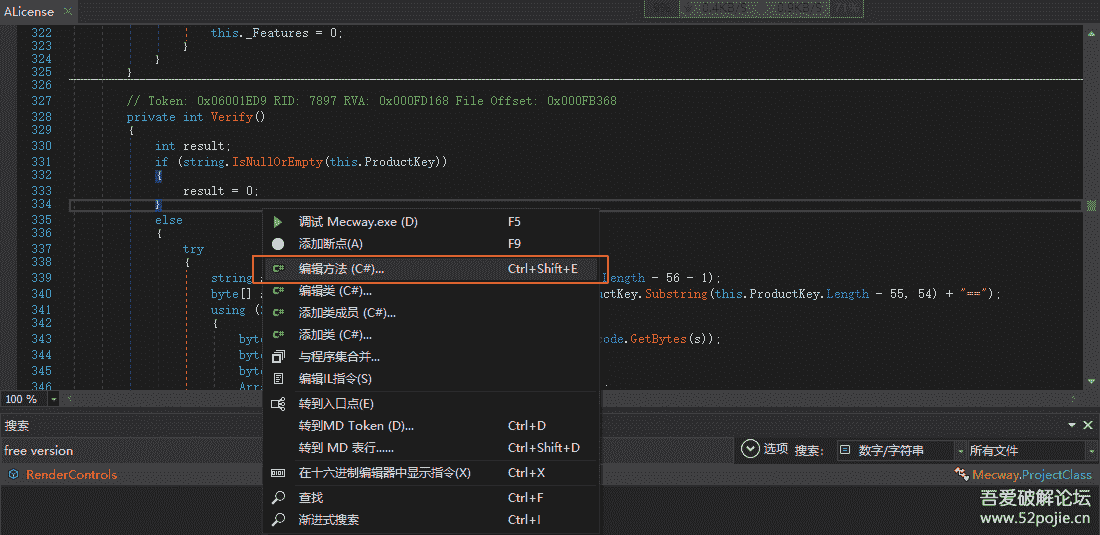 ALicense ×
322 this._Features = 0;
323 }
324 }
325 }
326
327 // Token: 0x06001ED9 RID: 7897 RVA: 0x000FD168 File Offset: 0x000FB368
328 private int Verify()
329 {
330 int result;
331 if (string.IsNullOrEmpty(this.ProductKey))
332 {
333 result = 0;
334 }
335 else
336 {
337 try
338 {
339 string Length - 56 - 1);
340 byte[] ctKey.Substring(this.ProductKey.Length - 55, 54) + "==");
341 using (
342 {
343 byte code.GetBytes(s));
344 byte
345 byte
346 Arra
调试 Mecway.exe (D) F5
添加断点(A) F9
C# 编辑方法 (C#)... Ctrl+Shift+E
C# 编辑类 (C#)...
C# 添加类成员 (C#)...
C# 添加类 (C#)...
与程序集合并...
编辑IL指令(S)
转到入口点(E)
转到MD Token (D)... Ctrl+D
转到 MD 表行...... Ctrl+Shift+D
在十六进制编辑器中显示指令(X) Ctrl+X
查找 Ctrl+F
渐进式搜索 Ctrl+I
100 %
搜索
free version 选项 搜索: 数字/字符串 所有文件
RenderControls Mecway.ProjectClass
吾爱破解论坛
www.52pojie.cn